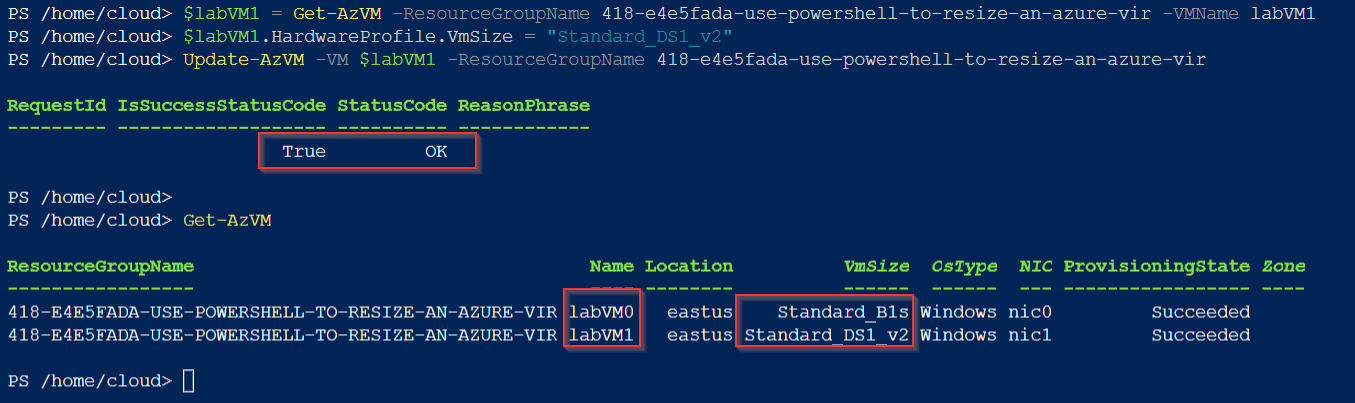 PS /home/cloud> $labVM1 = Get-AzVM -ResourceGroupName 418-e4e5fada-use-powershell-to-resize-an-azure-vir -VMName labVM1
PS /home/cloud> $labVM1.HardwareProfile.VmSize = "Standard_DS1_v2"
PS /home/cloud> Update-AzVM -VM $labVM1 -ResourceGroupName 418-e4e5fada-use-powershell-to-resize-an-azure-vir
RequestId IsSuccessStatusCode StatusCode ReasonPhrase
--------- ------------------- ---------- ------------
True OK
PS /home/cloud>
PS /home/cloud> Get-AzVM
ResourceGroupName Name Location VmSize OsType NIC ProvisioningState Zone
----------------- ---- -------- ------ ------ --- ----------------- ----
418-E4E5FADA-USE-POWERSHELL-TO-RESIZE-AN-AZURE-VIR labVM0 eastus Standard_B1s Windows nic0 Succeeded
418-E4E5FADA-USE-POWERSHELL-TO-RESIZE-AN-AZURE-VIR labVM1 eastus Standard_DS1_v2 Windows nic1 Succeeded
PS /home/cloud>